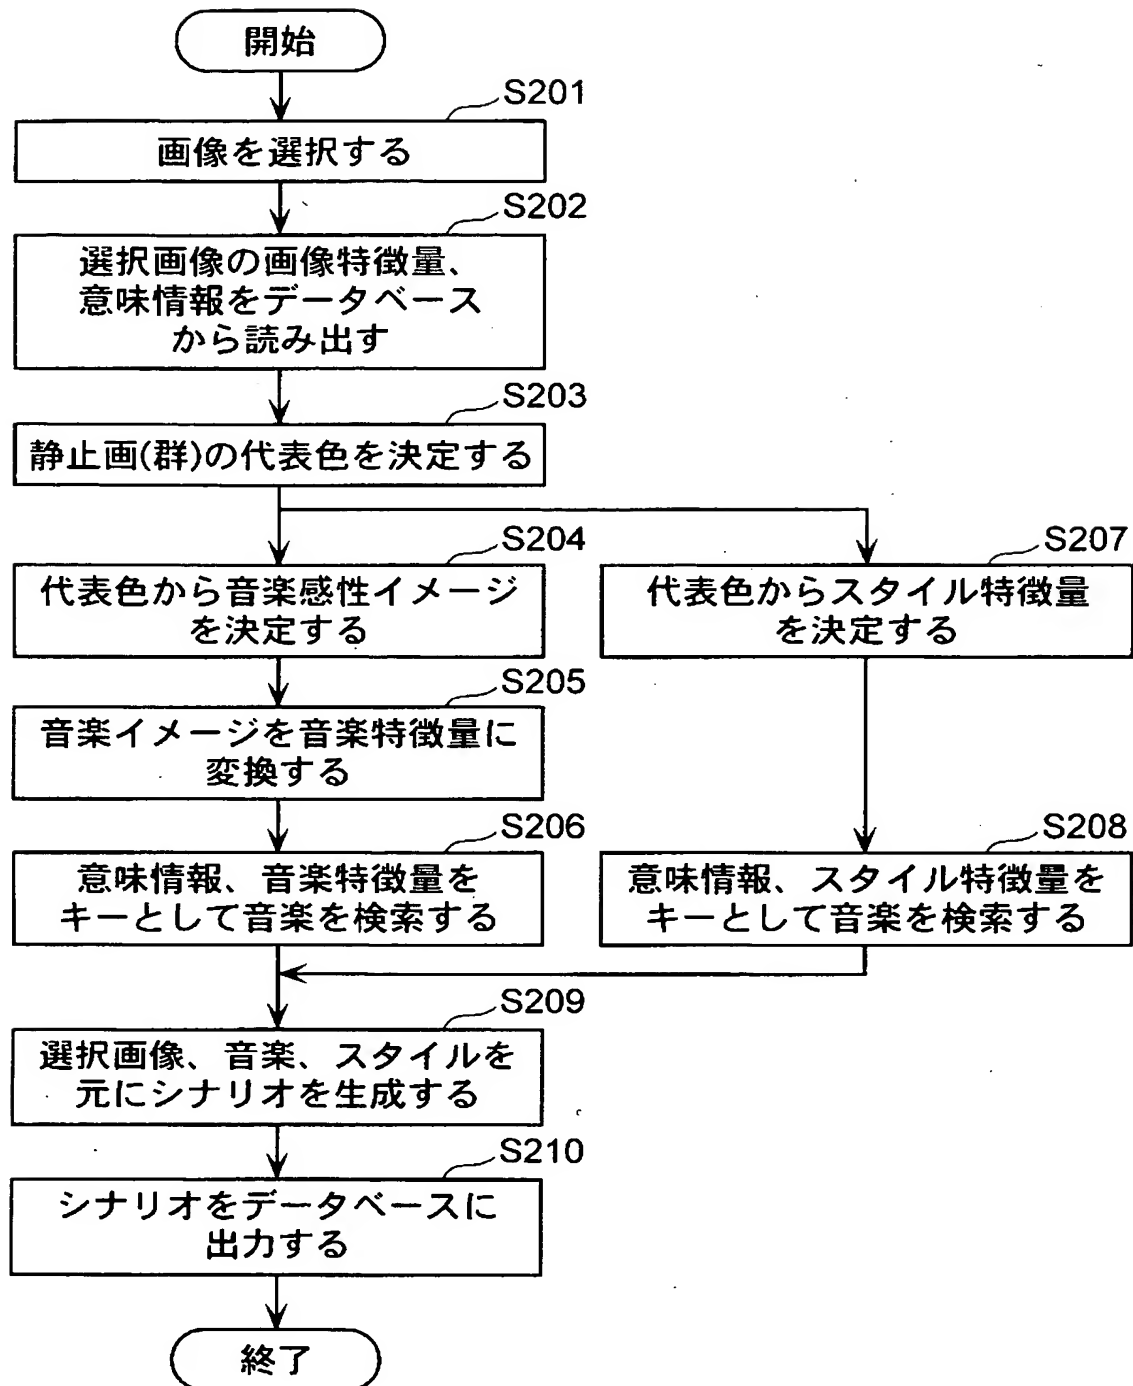 開始
S201
画像を選択する
S202
選択画像の画像特徴量、
意味情報をデータベース
から読み出す
S203
静止画(群)の代表色を決定する
S204
代表色から音楽感性イメージ
を決定する
S207
代表色からスタイル特徴量
を決定する
S205
音楽イメージを音楽特徴量に
変換する
S206
意味情報、音楽特徴量を
キーとして音楽を検索する
S208
意味情報、スタイル特徴量を
キーとして音楽を検索する
S209
選択画像、音楽、スタイルを
元にシナリオを生成する
S210
シナリオをデータベースに
出力する
終了